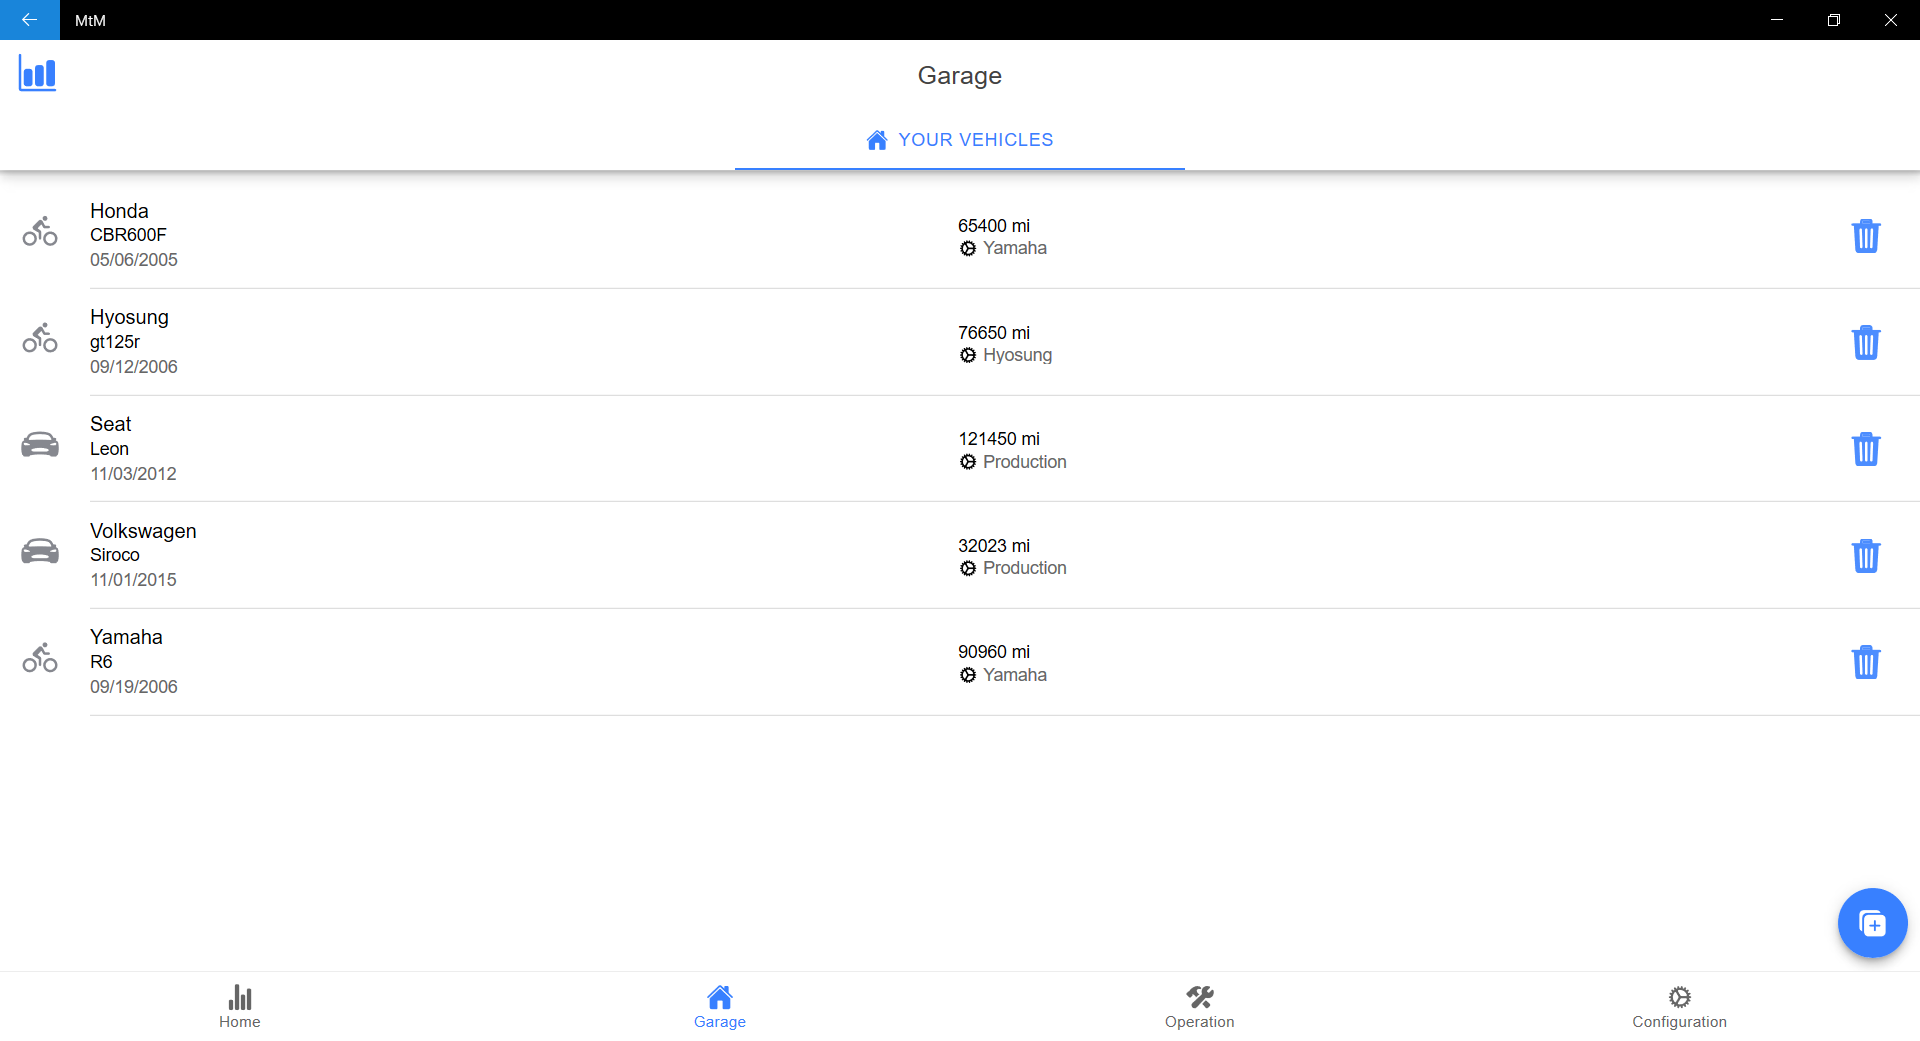 MtM
Garage
YOUR VEHICLES
Honda
CBR600F
05/06/2005
65400 mi
Yamaha
Hyosung
gt125r
09/12/2006
76650 mi
Hyosung
Seat
Leon
11/03/2012
121450 mi
Production
Volkswagen
Siroco
11/01/2015
32023 mi
Production
Yamaha
R6
09/19/2006
90960 mi
Yamaha
Home
Garage
Operation
Configuration